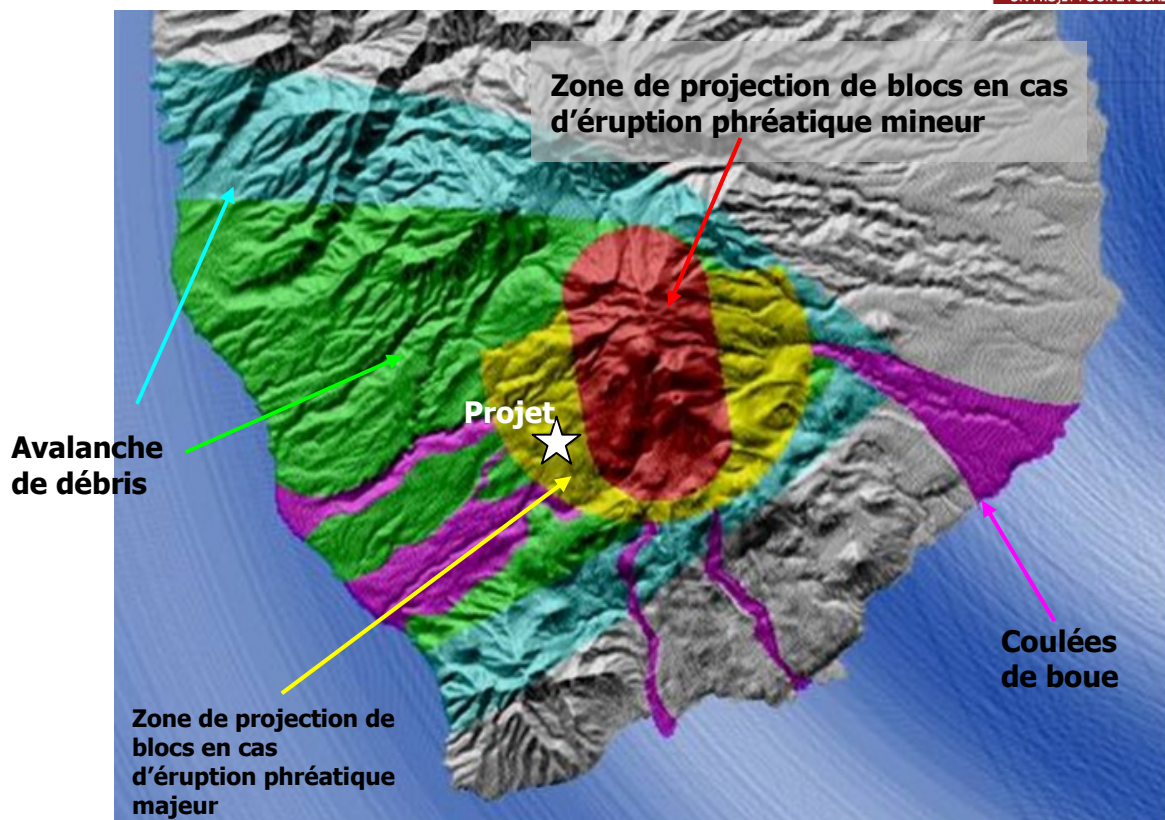 Zone de projection de blocs en cas
d'éruption phréatique mineur
Projet
Avalanche
de débris
Coulées
de boue
Zone de projection de
blocs en cas
d'éruption phréatique
majeur